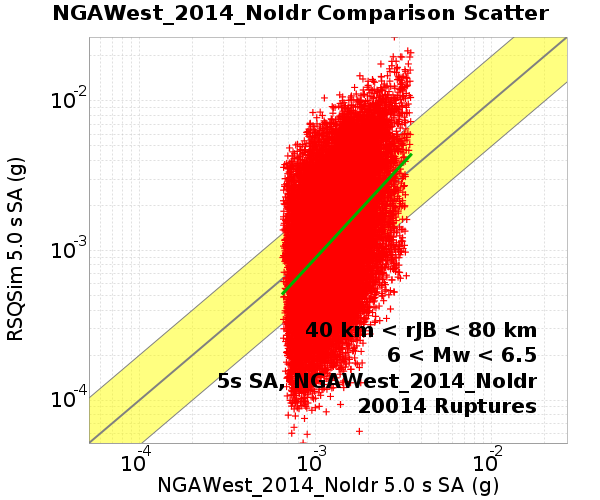 NGAWest_2014_NoIdr Comparison Scatter
RSQSim 5.0 s SA (g)
10-2
10-3
10-4
40 km < rJB < 80 km
6 < Mw < 6.5
5s SA, NGAWest_2014_NoIdr
20014 Ruptures
10-4 10-3 10-2
NGAWest_2014_NoIdr 5.0 s SA (g)